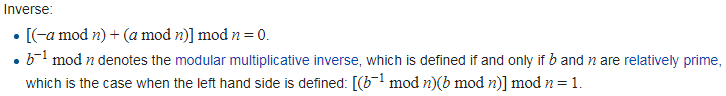 Inverse:
• [(−a mod n) + (a mod n)] mod n = 0.
• b⁻¹ mod n denotes the modular multiplicative inverse, which is defined if and only if b and n are relatively prime,
which is the case when the left hand side is defined: [(b⁻¹ mod n)(b mod n)] mod n = 1.